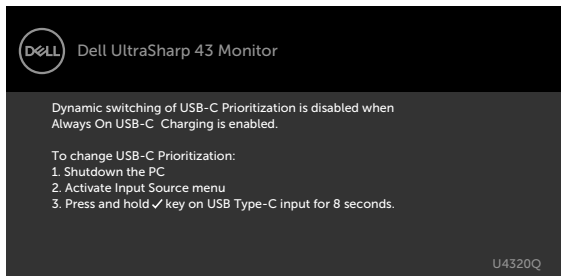 DELL
Dell UltraSharp 43 Monitor
Dynamic switching of USB-C Prioritization is disabled when
Always On USB-C Charging is enabled.
To change USB-C Prioritization:
1. Shutdown the PC
2. Activate Input Source menu
3. Press and hold ✓ key on USB Type-C input for 8 seconds.
U4320Q